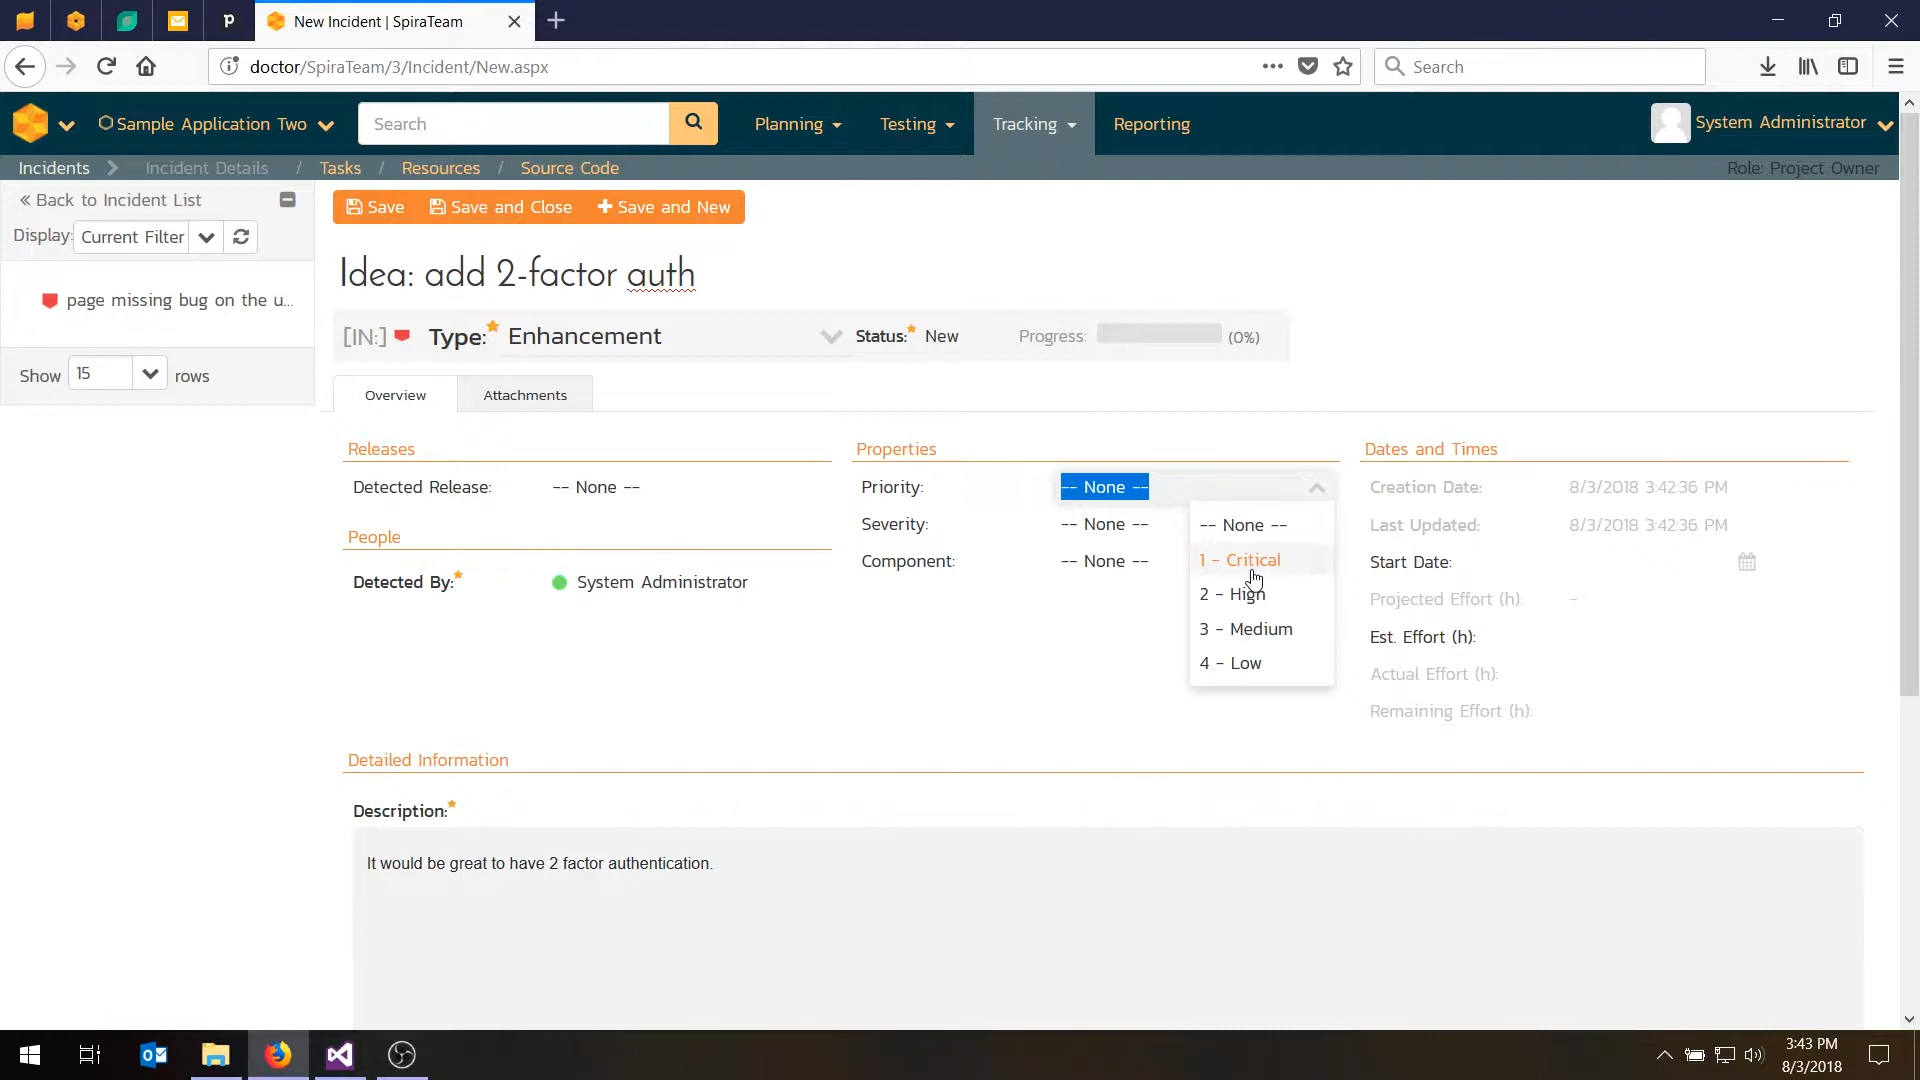 New Incident | SpiraTeam
doctor/SpiraTeam/3/Incident/New.aspx
Search
Sample Application Two
Search
Planning
Testing
Tracking
Reporting
System Administrator
Incidents
Incident Details
/ Tasks
/ Resources
/ Source Code
Role: Project Owner
« Back to Incident List
Display: Current Filter
page missing bug on the u...
Show 15 rows
Save
Save and Close
Save and New
Idea: add 2-factor auth
[IN:] Type: Enhancement
Status: New
Progress: (0%)
Overview
Attachments
Releases
Detected Release: -- None --
People
Detected By: System Administrator
Properties
Priority: -- None --
Severity: -- None --
Component: -- None --
-- None --
1 - Critical
2 - High
3 - Medium
4 - Low
Dates and Times
Creation Date: 8/3/2018 3:42:36 PM
Last Updated: 8/3/2018 3:42:36 PM
Start Date:
Projected Effort (h): -
Est. Effort (h):
Actual Effort (h):
Remaining Effort (h):
Detailed Information
Description:
It would be great to have 2 factor authentication.
3:43 PM
8/3/2018